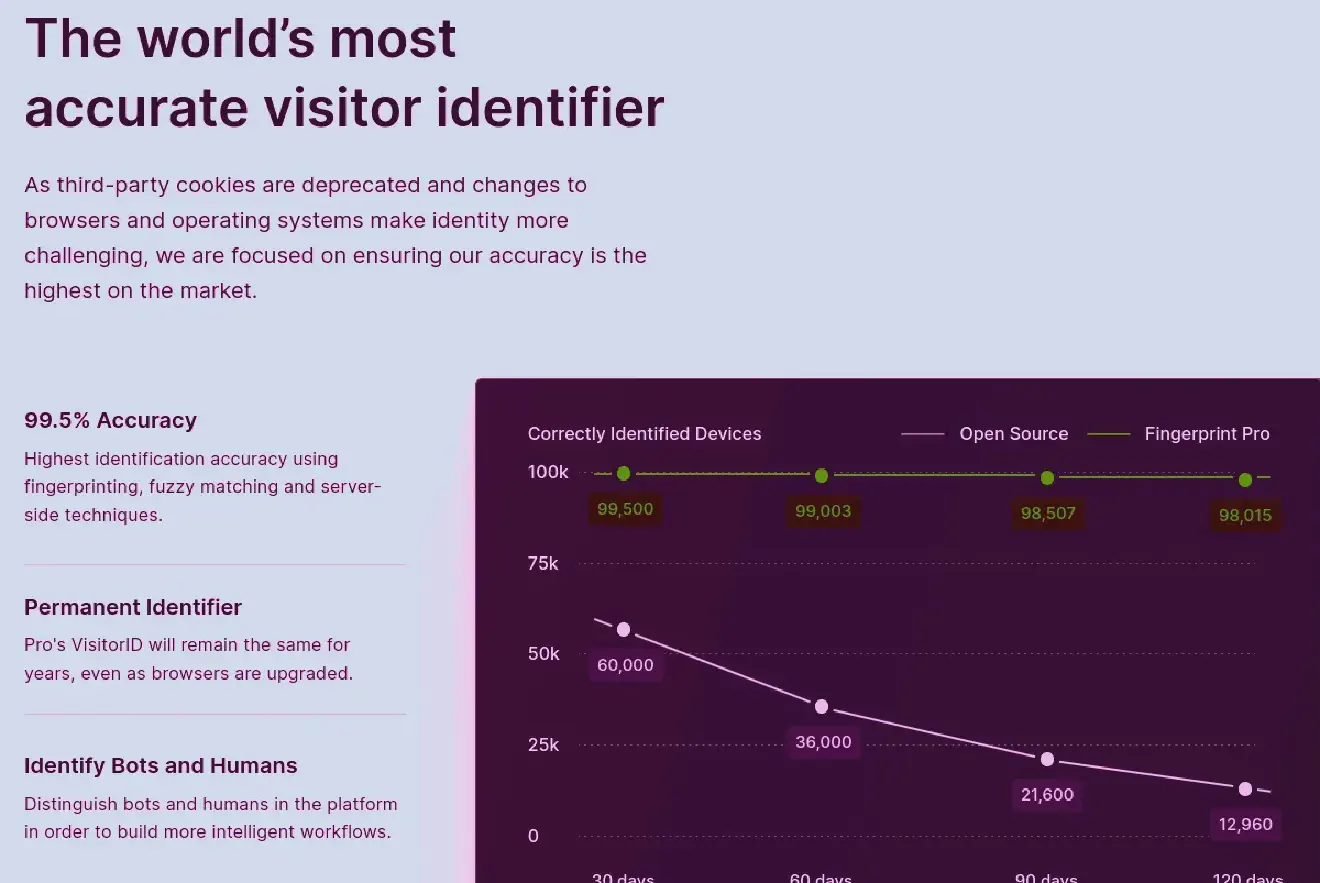 The world’s most
accurate visitor identifier
As third-party cookies are deprecated and changes to
browsers and operating systems make identity more
challenging, we are focused on ensuring our accuracy is the
highest on the market.
99.5% Accuracy
Highest identification accuracy using
fingerprinting, fuzzy matching and server-
side techniques.
Permanent Identifier
Pro's VisitorID will remain the same for
years, even as browsers are upgraded.
Identify Bots and Humans
Distinguish bots and humans in the platform
in order to build more intelligent workflows.
Correctly Identified Devices
Open Source
Fingerprint Pro
100k
99,500
99,003
98,507
98,015
75k
50k
60,000
36,000
25k
21,600
12,960
0
30 days
60 days
90 days
120 days